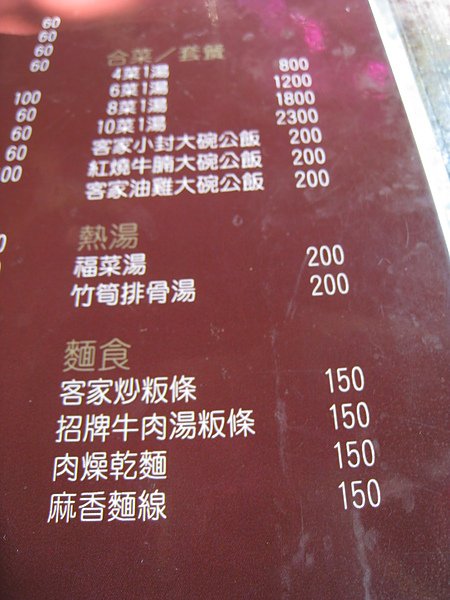 60
60
60
100
60
60
60
00
合菜／套餐
4菜1湯 800
6菜1湯 1200
8菜1湯 1800
10菜1湯 2300
客家小封大碗公飯 200
紅燒牛腩大碗公飯 200
客家油雞大碗公飯 200
熱湯
福菜湯 200
竹筍排骨湯 200
麵食
客家炒粄條 150
招牌牛肉湯粄條 150
肉燥乾麵 150
麻香麵線 150